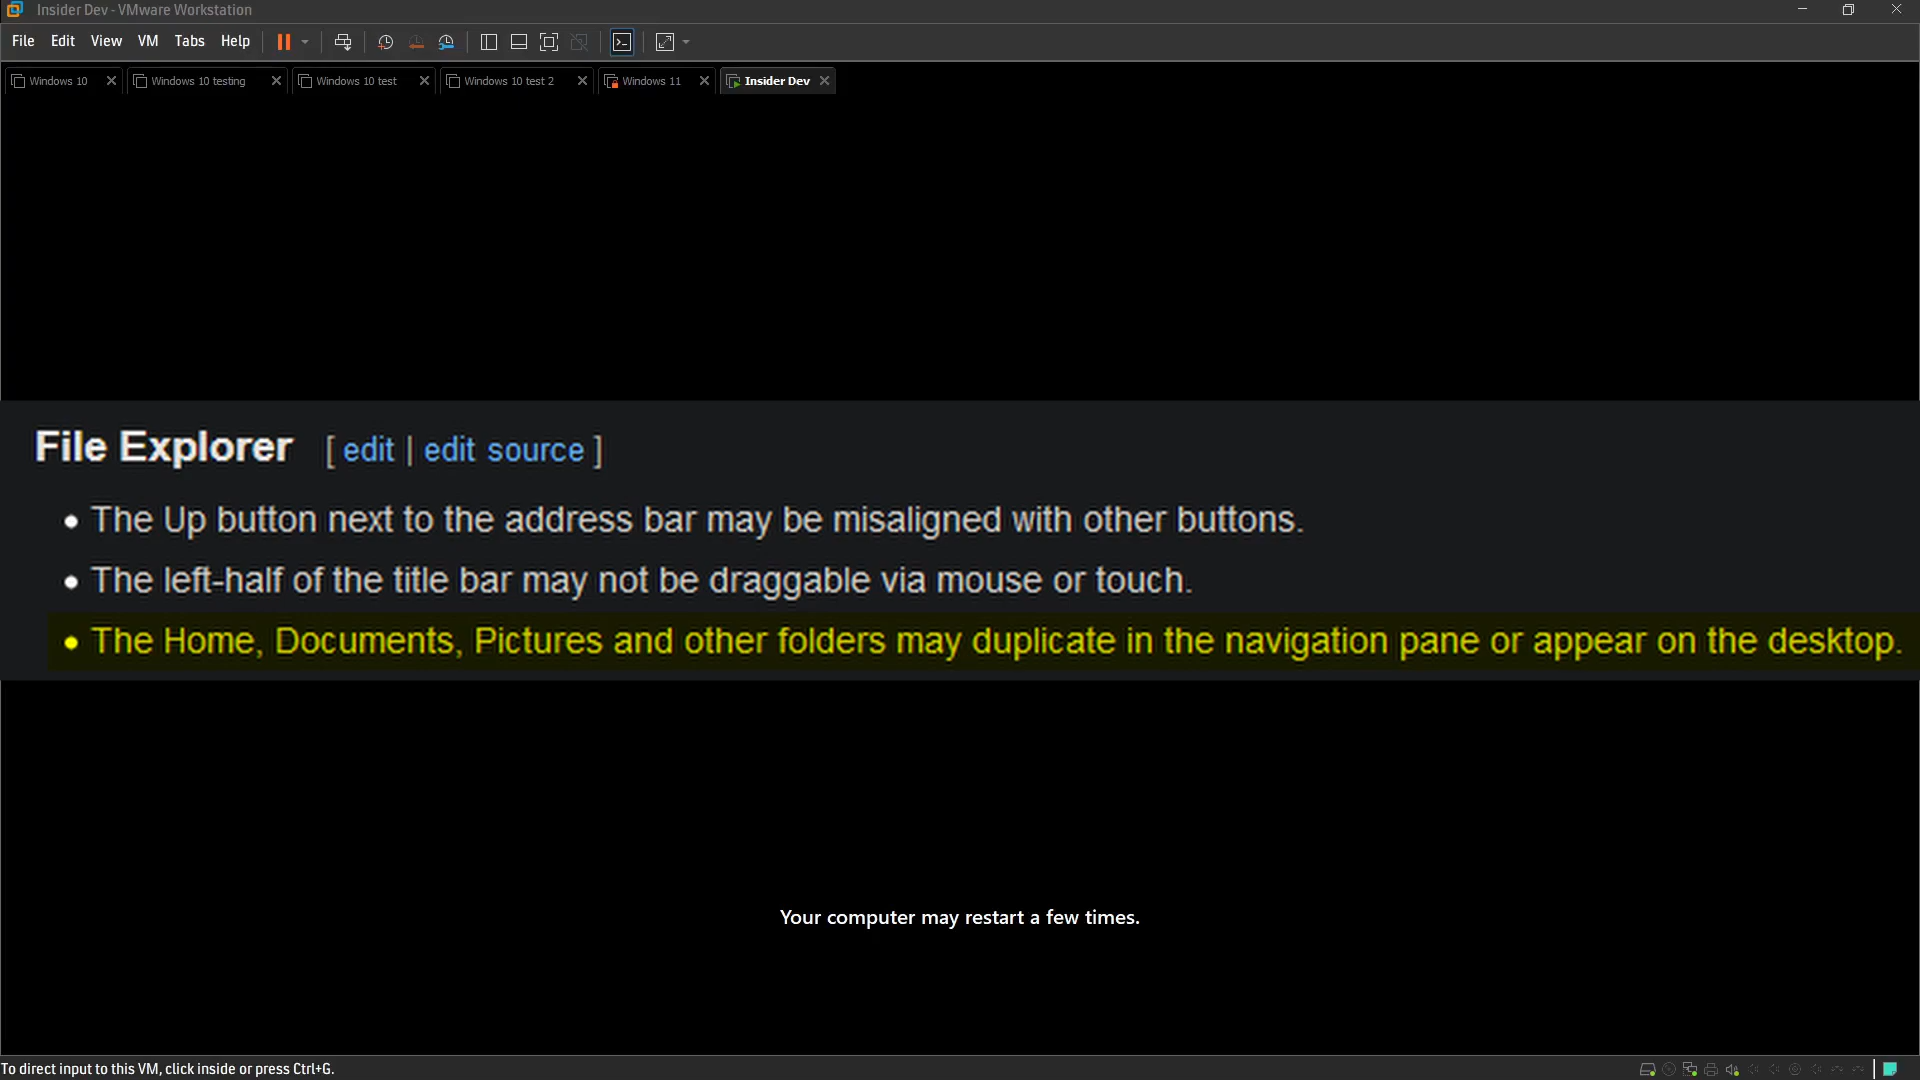 Insider Dev - VMware Workstation
File Edit View VM Tabs Help
Windows 10 Windows 10 testing Windows 10 test Windows 10 test 2 Windows 11 Insider Dev
File Explorer [ edit | edit source ]
• The Up button next to the address bar may be misaligned with other buttons.
• The left-half of the title bar may not be draggable via mouse or touch.
• The Home, Documents, Pictures and other folders may duplicate in the navigation pane or appear on the desktop.
Your computer may restart a few times.
To direct input to this VM, click inside or press Ctrl+G.